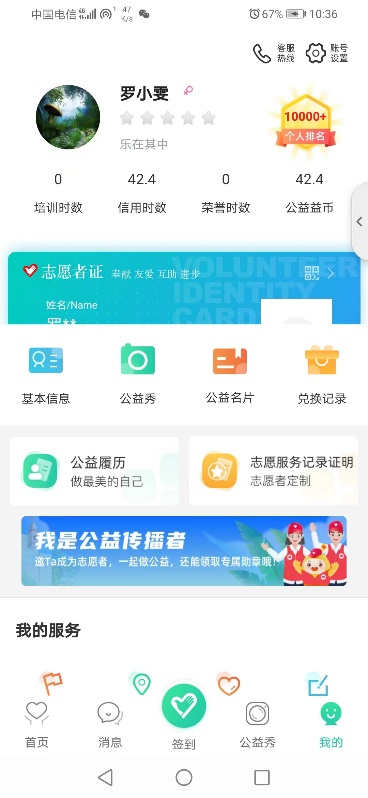 中国电信 47 K/s 67% 10:36
客服热线
账号设置
罗小雯
乐在其中
10000+
个人排名
0 42.4 0 42.4
培训时数 信用时数 荣誉时数 公益益币
志愿者证 奉献 友爱 互助 进步
VOLUNTEER
IDENTITY
CARD
姓名/Name
基本信息 公益秀 公益名片 兑换记录
公益履历
做最美的自己
志愿服务记录证明
志愿者定制
我是公益传播者
邀Ta成为志愿者，一起做公益，还能领取专属勋章哦!
我的服务
首页 消息 签到 公益秀 我的